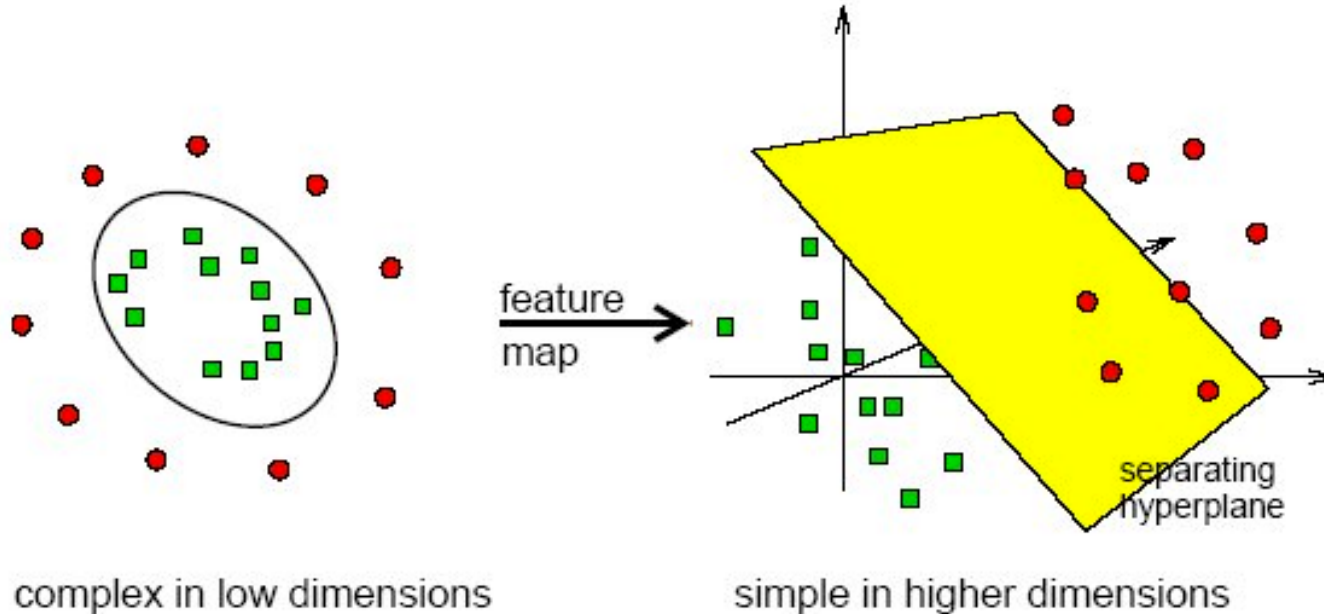 feature
map
separating
hyperplane
complex in low dimensions
simple in higher dimensions